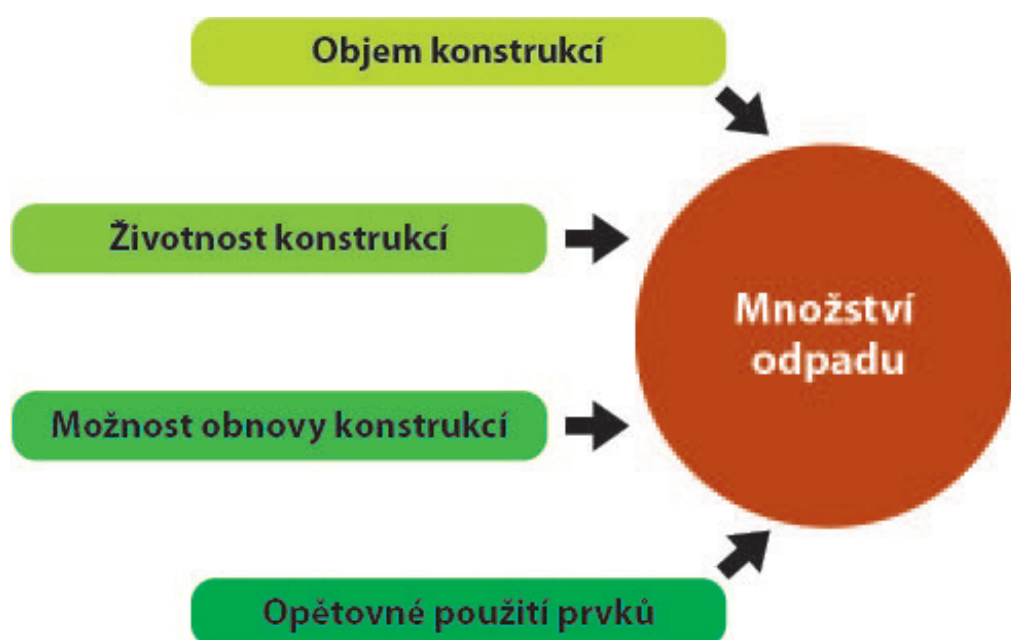 Objem konstrukcí
Životnost konstrukcí
Množství
odpadu
Možnost obnovy konstrukcí
Opětovné použití prvků